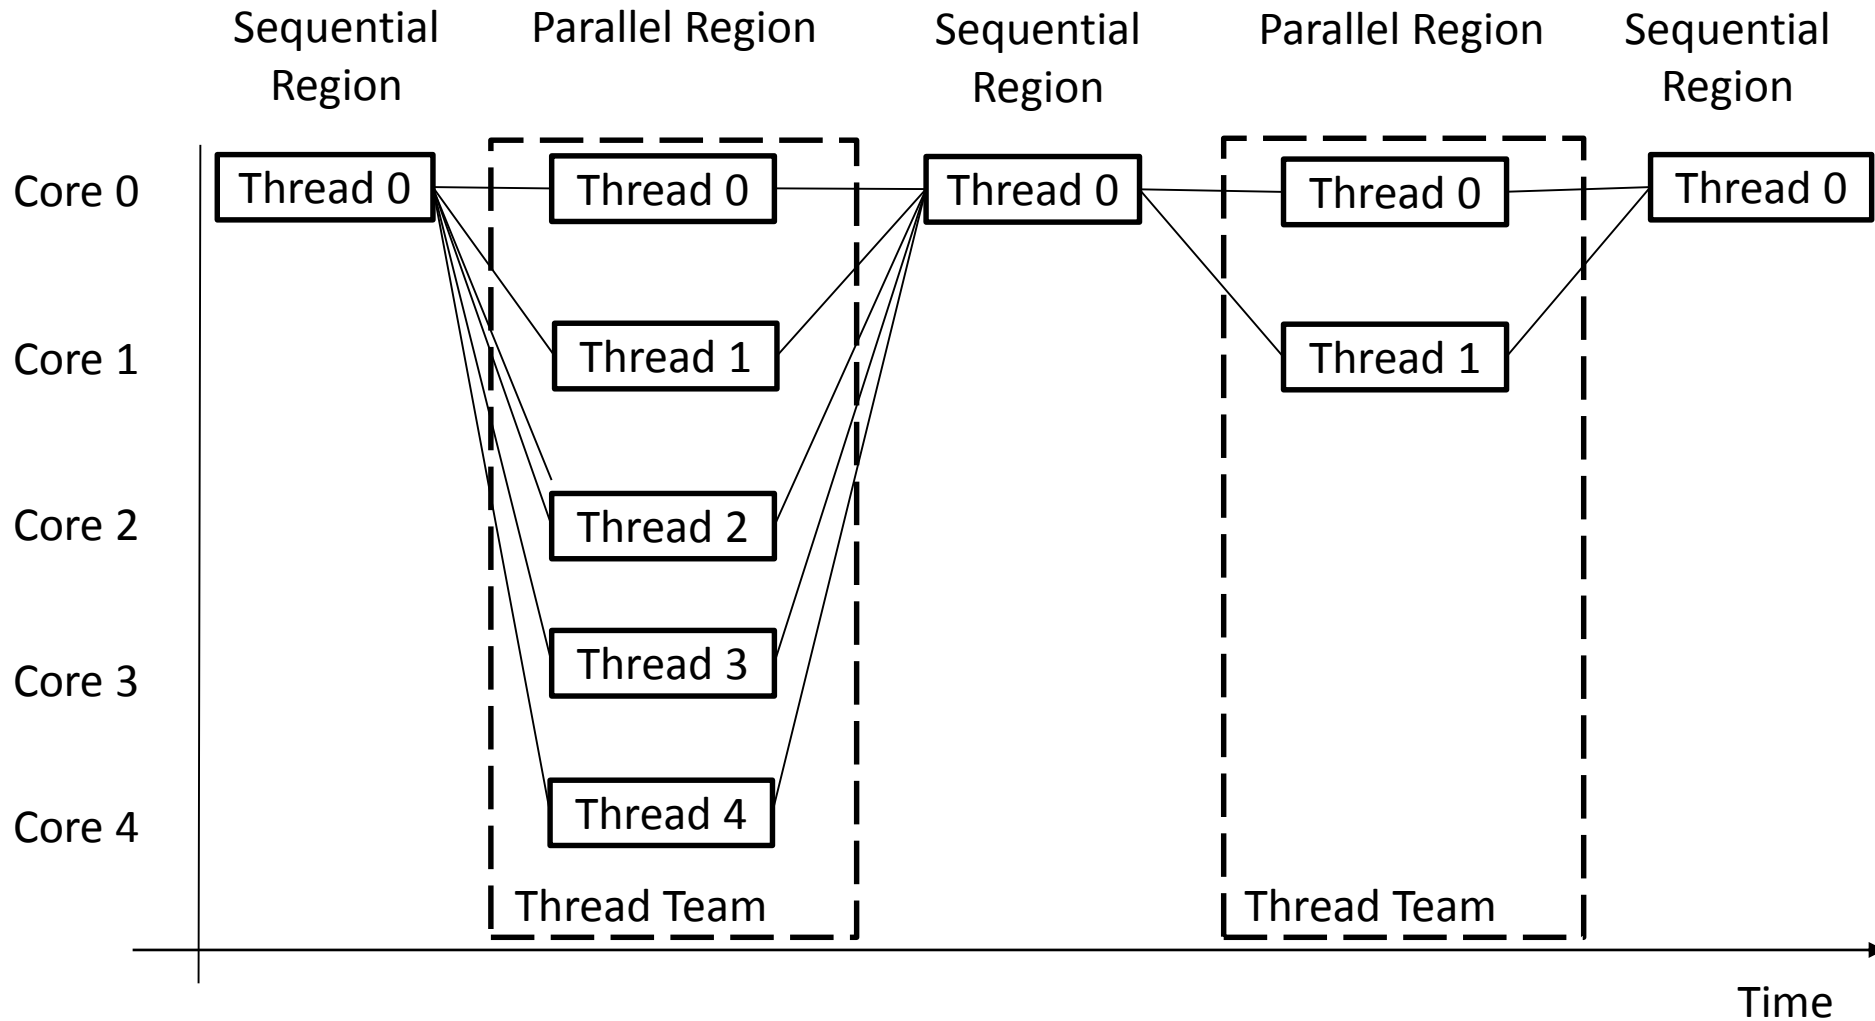 Sequential
Region
Parallel Region
Sequential
Region
Parallel Region
Sequential
Region
Core 0
Thread 0
Thread 0
Thread 0
Thread 0
Thread 0
Core 1
Thread 1
Thread 1
Core 2
Thread 2
Core 3
Thread 3
Core 4
Thread 4
Thread Team
Thread Team
Time